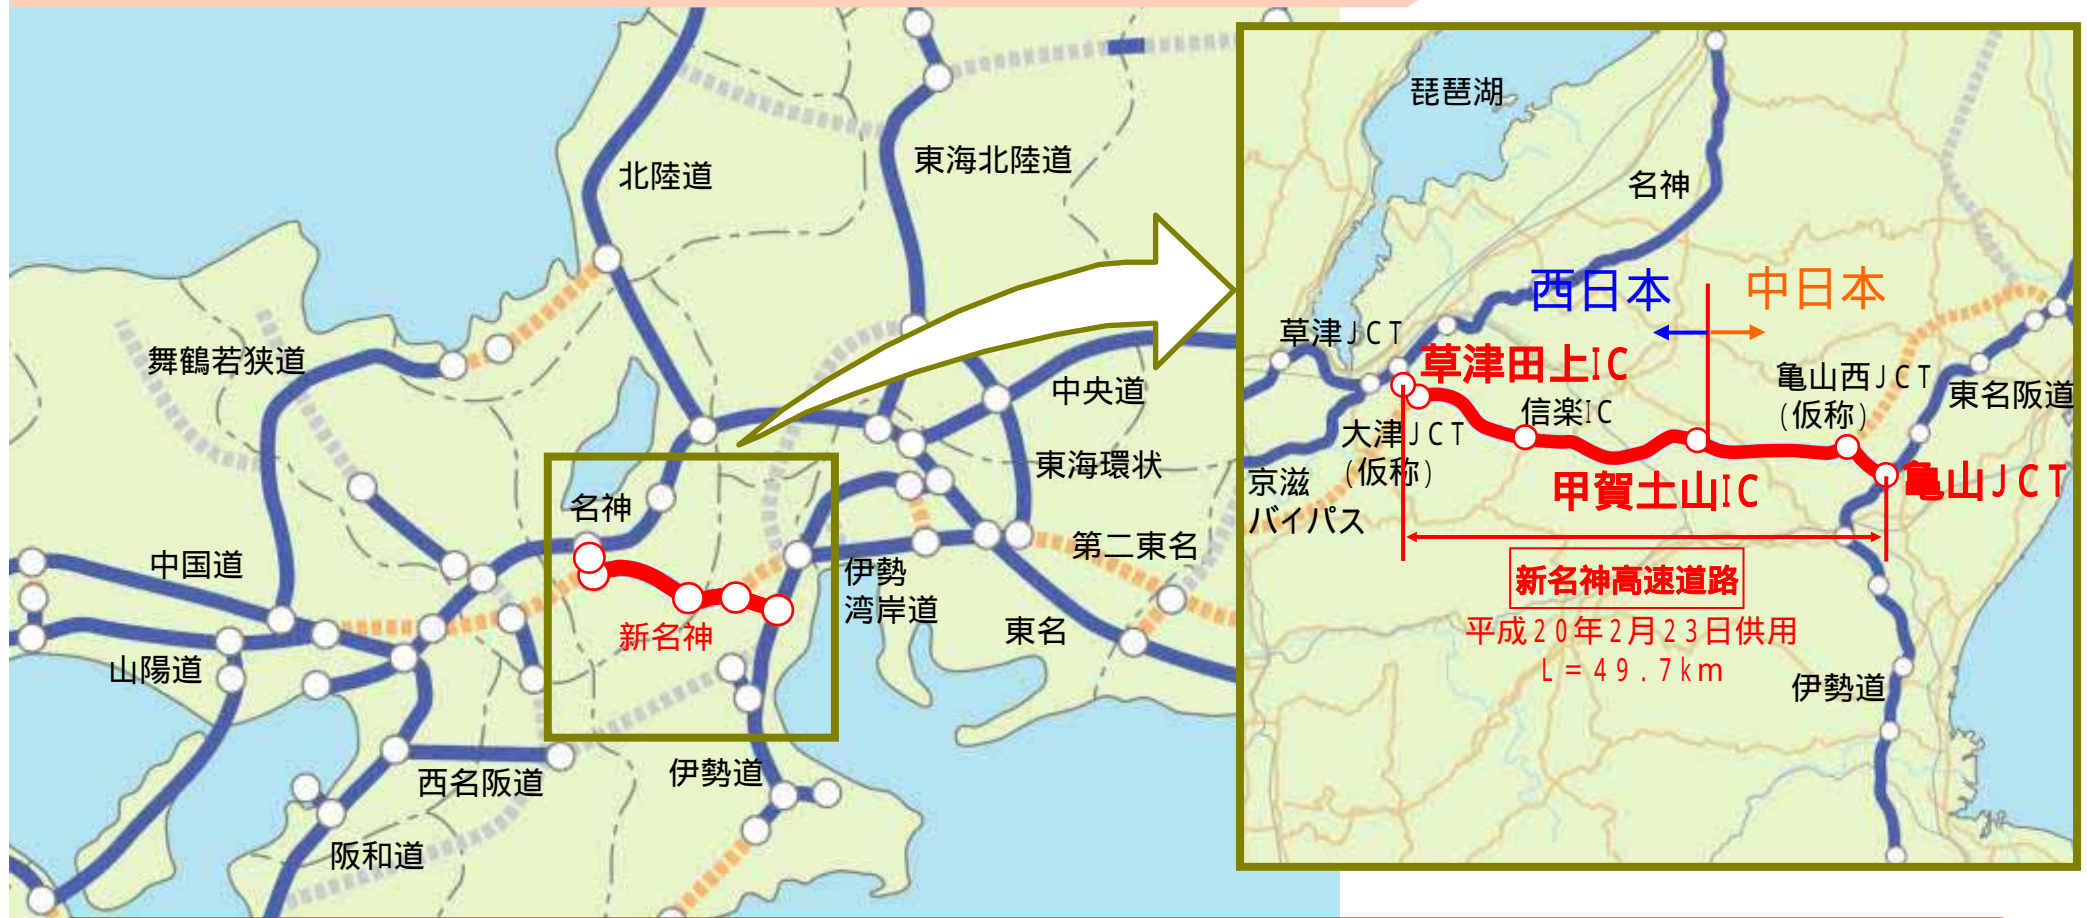 北陸道
東海北陸道
舞鶴若狭道
中央道
東海環状
名神
中国道
第二東名
伊勢
湾岸道
東名
新名神
山陽道
伊勢道
西名阪道
阪和道
琵琶湖
名神
西日本
中日本
草津JCT
草津田上IC
信楽IC
亀山西JCT
(仮称)
東名阪道
大津JCT
(仮称)
京滋
バイパス
甲賀土山IC
亀山JCT
新名神高速道路
平成20年2月23日供用
L=49.7km
伊勢道